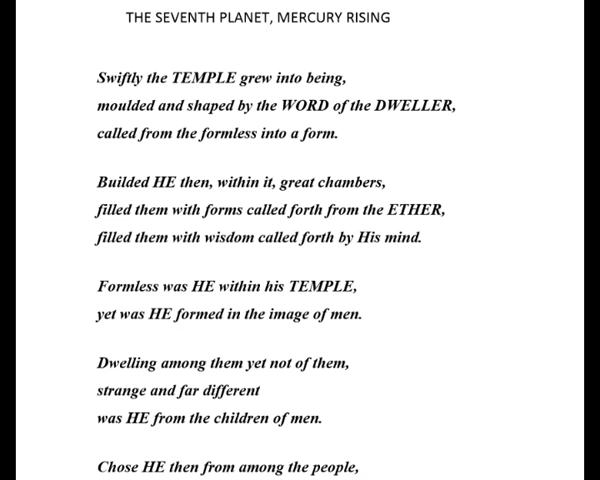 THE SEVENTH PLANET, MERCURY RISING
Swiftly the TEMPLE grew into being,
moulded and shaped by the WORD of the DWELLER,
called from the formless into a form.
Builded HE then, within it, great chambers,
filled them with forms called forth from the ETHER,
filled them with wisdom called forth by His mind.
Formless was HE within his TEMPLE,
yet was HE formed in the image of men.
Dwelling among them yet not of them,
strange and far different
was HE from the children of men.
Chose HE then from among the people,